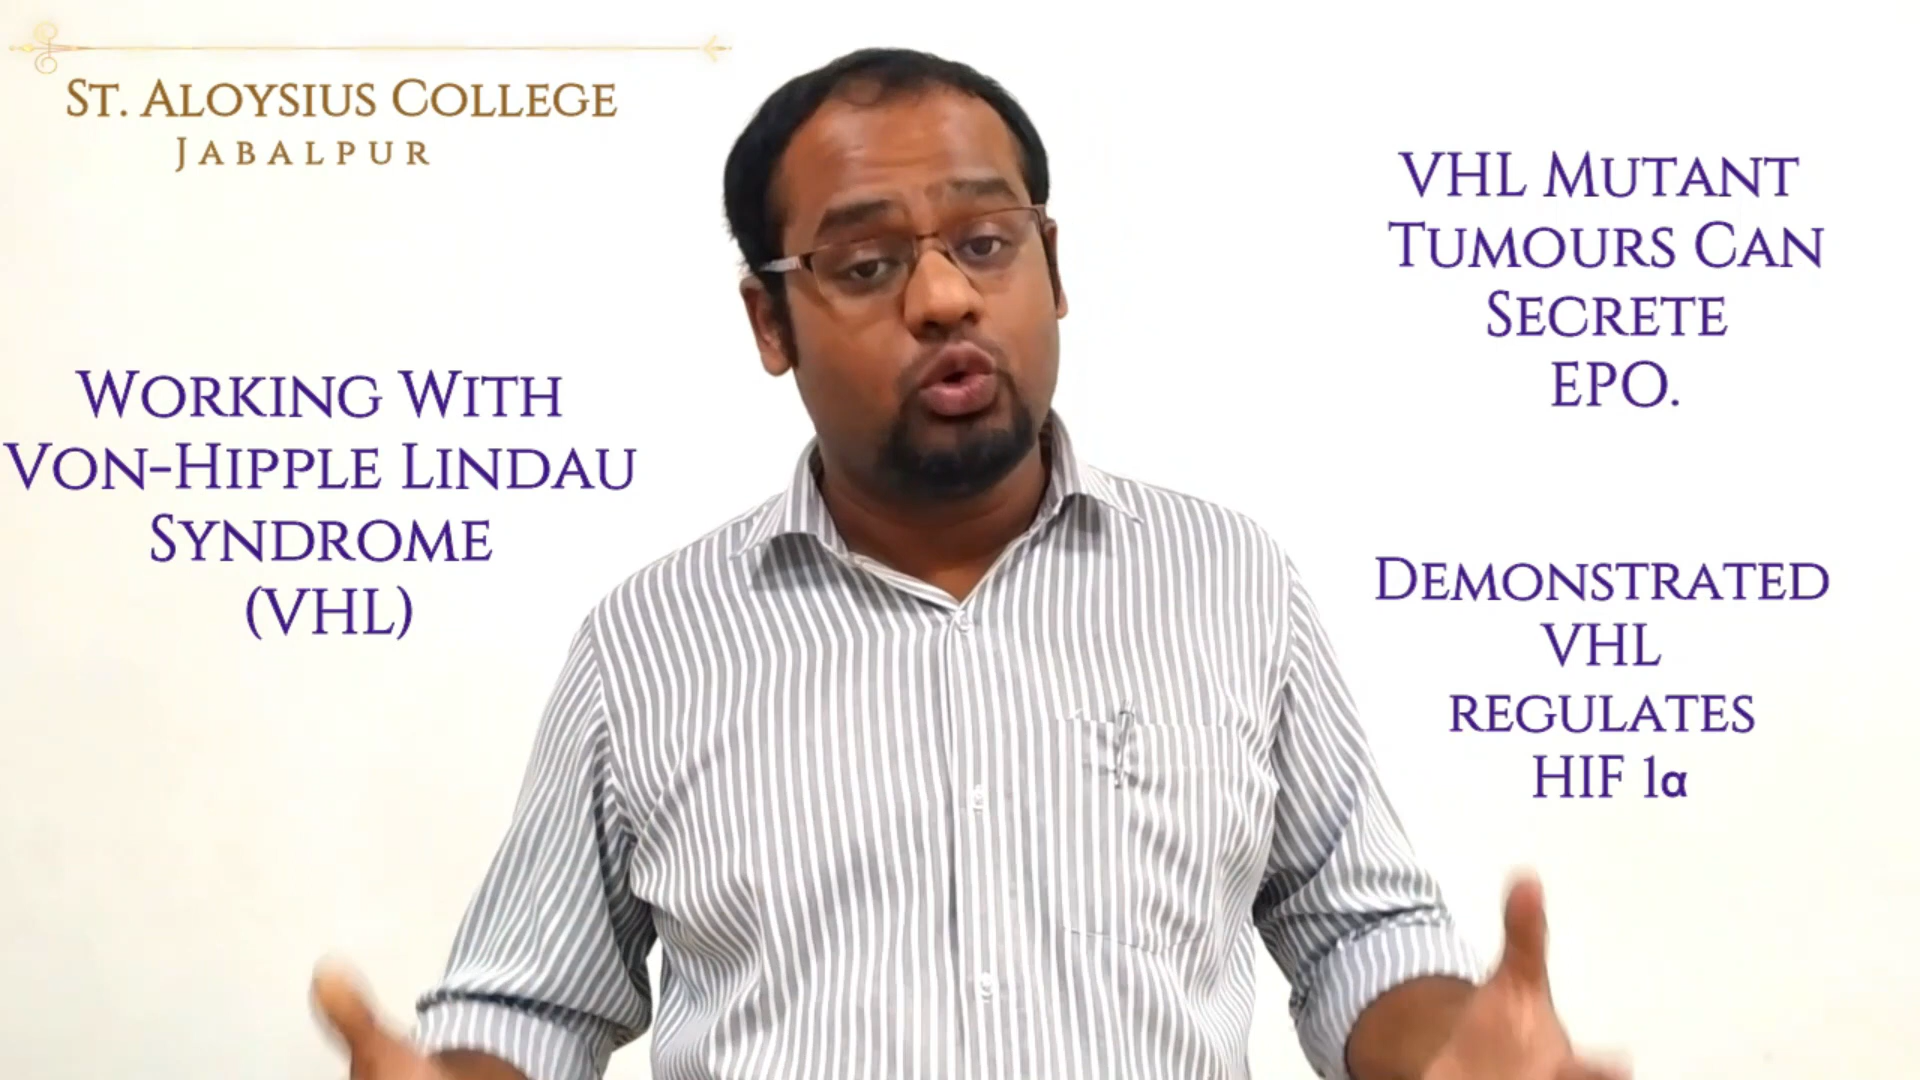 St. Aloysius College
Jabalpur
Working With
Von-Hipple Lindau
Syndrome
(VHL)
VHL Mutant
Tumours Can
Secrete
EPO.
Demonstrated
VHL
regulates
HIF 1α